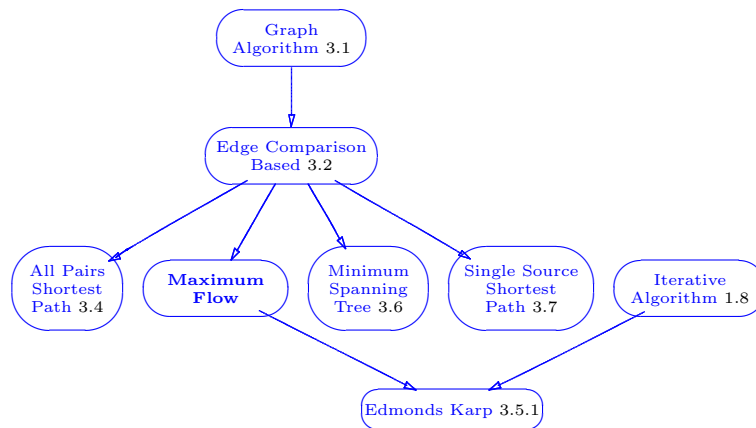 Graph
Algorithm 3.1
Edge Comparison
Based 3.2
All Pairs
Shortest
Path 3.4
Maximum
Flow
Minimum
Spanning
Tree 3.6
Single Source
Shortest
Path 3.7
Iterative
Algorithm 1.8
Edmonds Karp 3.5.1